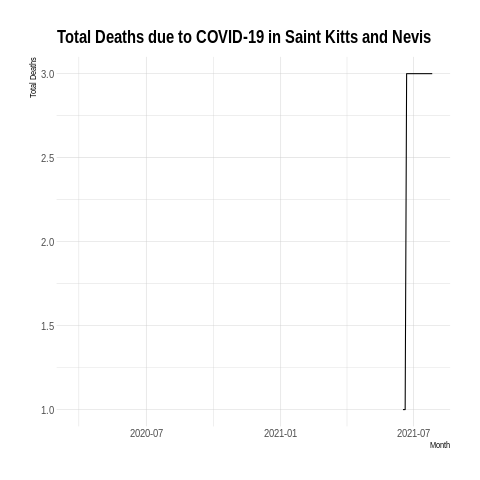 Total Deaths due to COVID-19 in Saint Kitts and Nevis
Total Deaths
3.0
2.5
2.0
1.5
1.0
2020-07
2021-01
2021-07
Month